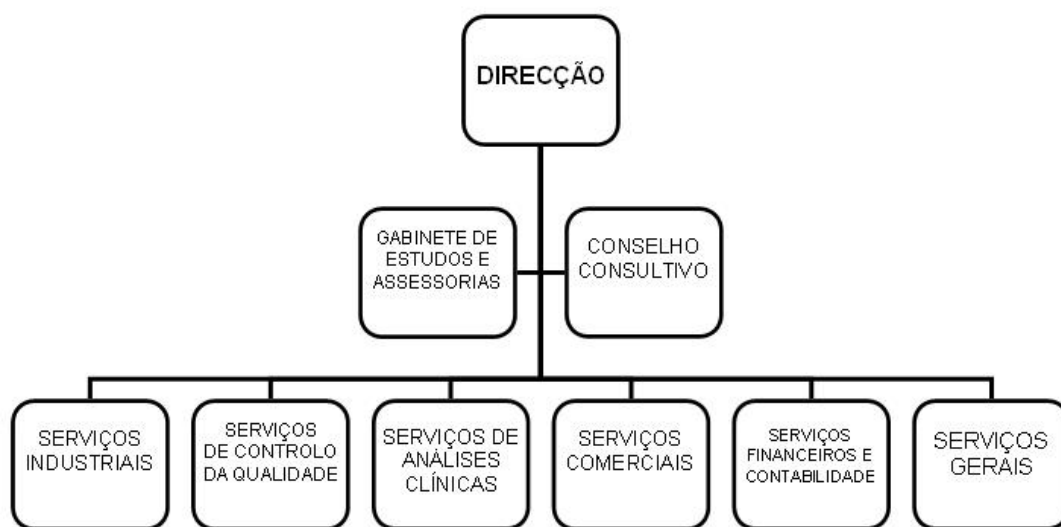 DIRECÇÃO
GABINETE DE
ESTUDOS E
ASSESSORIAS
CONSELHO
CONSULTIVO
SERVIÇOS
INDUSTRIAIS
SERVIÇOS
DE CONTROLO
DA QUALIDADE
SERVIÇOS DE
ANÁLISES
CLÍNICAS
SERVIÇOS
COMERCIAIS
SERVIÇOS
FINANCEIROS E
CONTABILIDADE
SERVIÇOS
GERAIS